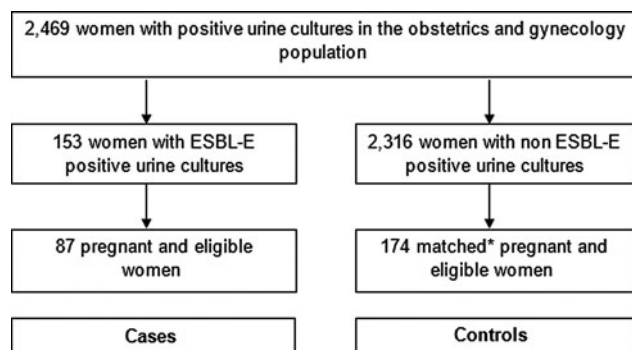 2,469 women with positive urine cultures in the obstetrics and gynecology
population
153 women with ESBL-E
positive urine cultures
2,316 women with non ESBL-E
positive urine cultures
87 pregnant and eligible
women
174 matched* pregnant and
eligible women
Cases
Controls